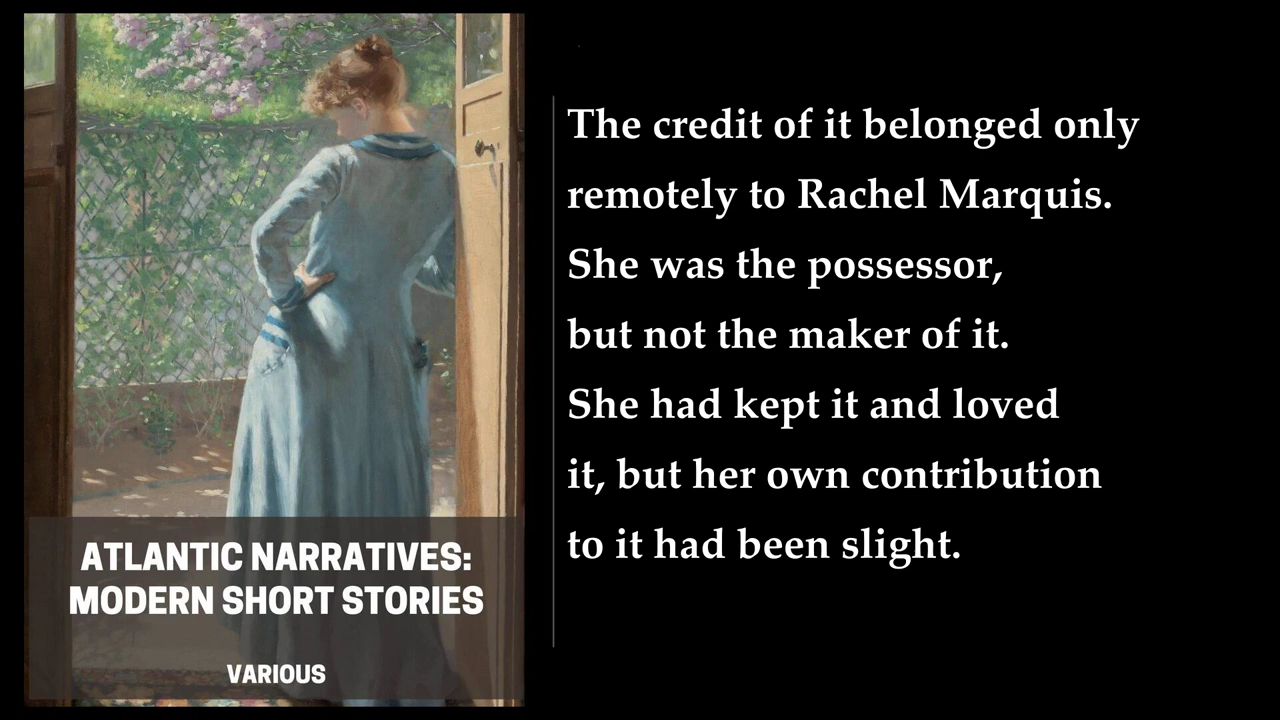 ATLANTIC NARRATIVES:
MODERN SHORT STORIES
VARIOUS
The credit of it belonged only
remotely to Rachel Marquis.
She was the possessor,
but not the maker of it.
She had kept it and loved
it, but her own contribution
to it had been slight.